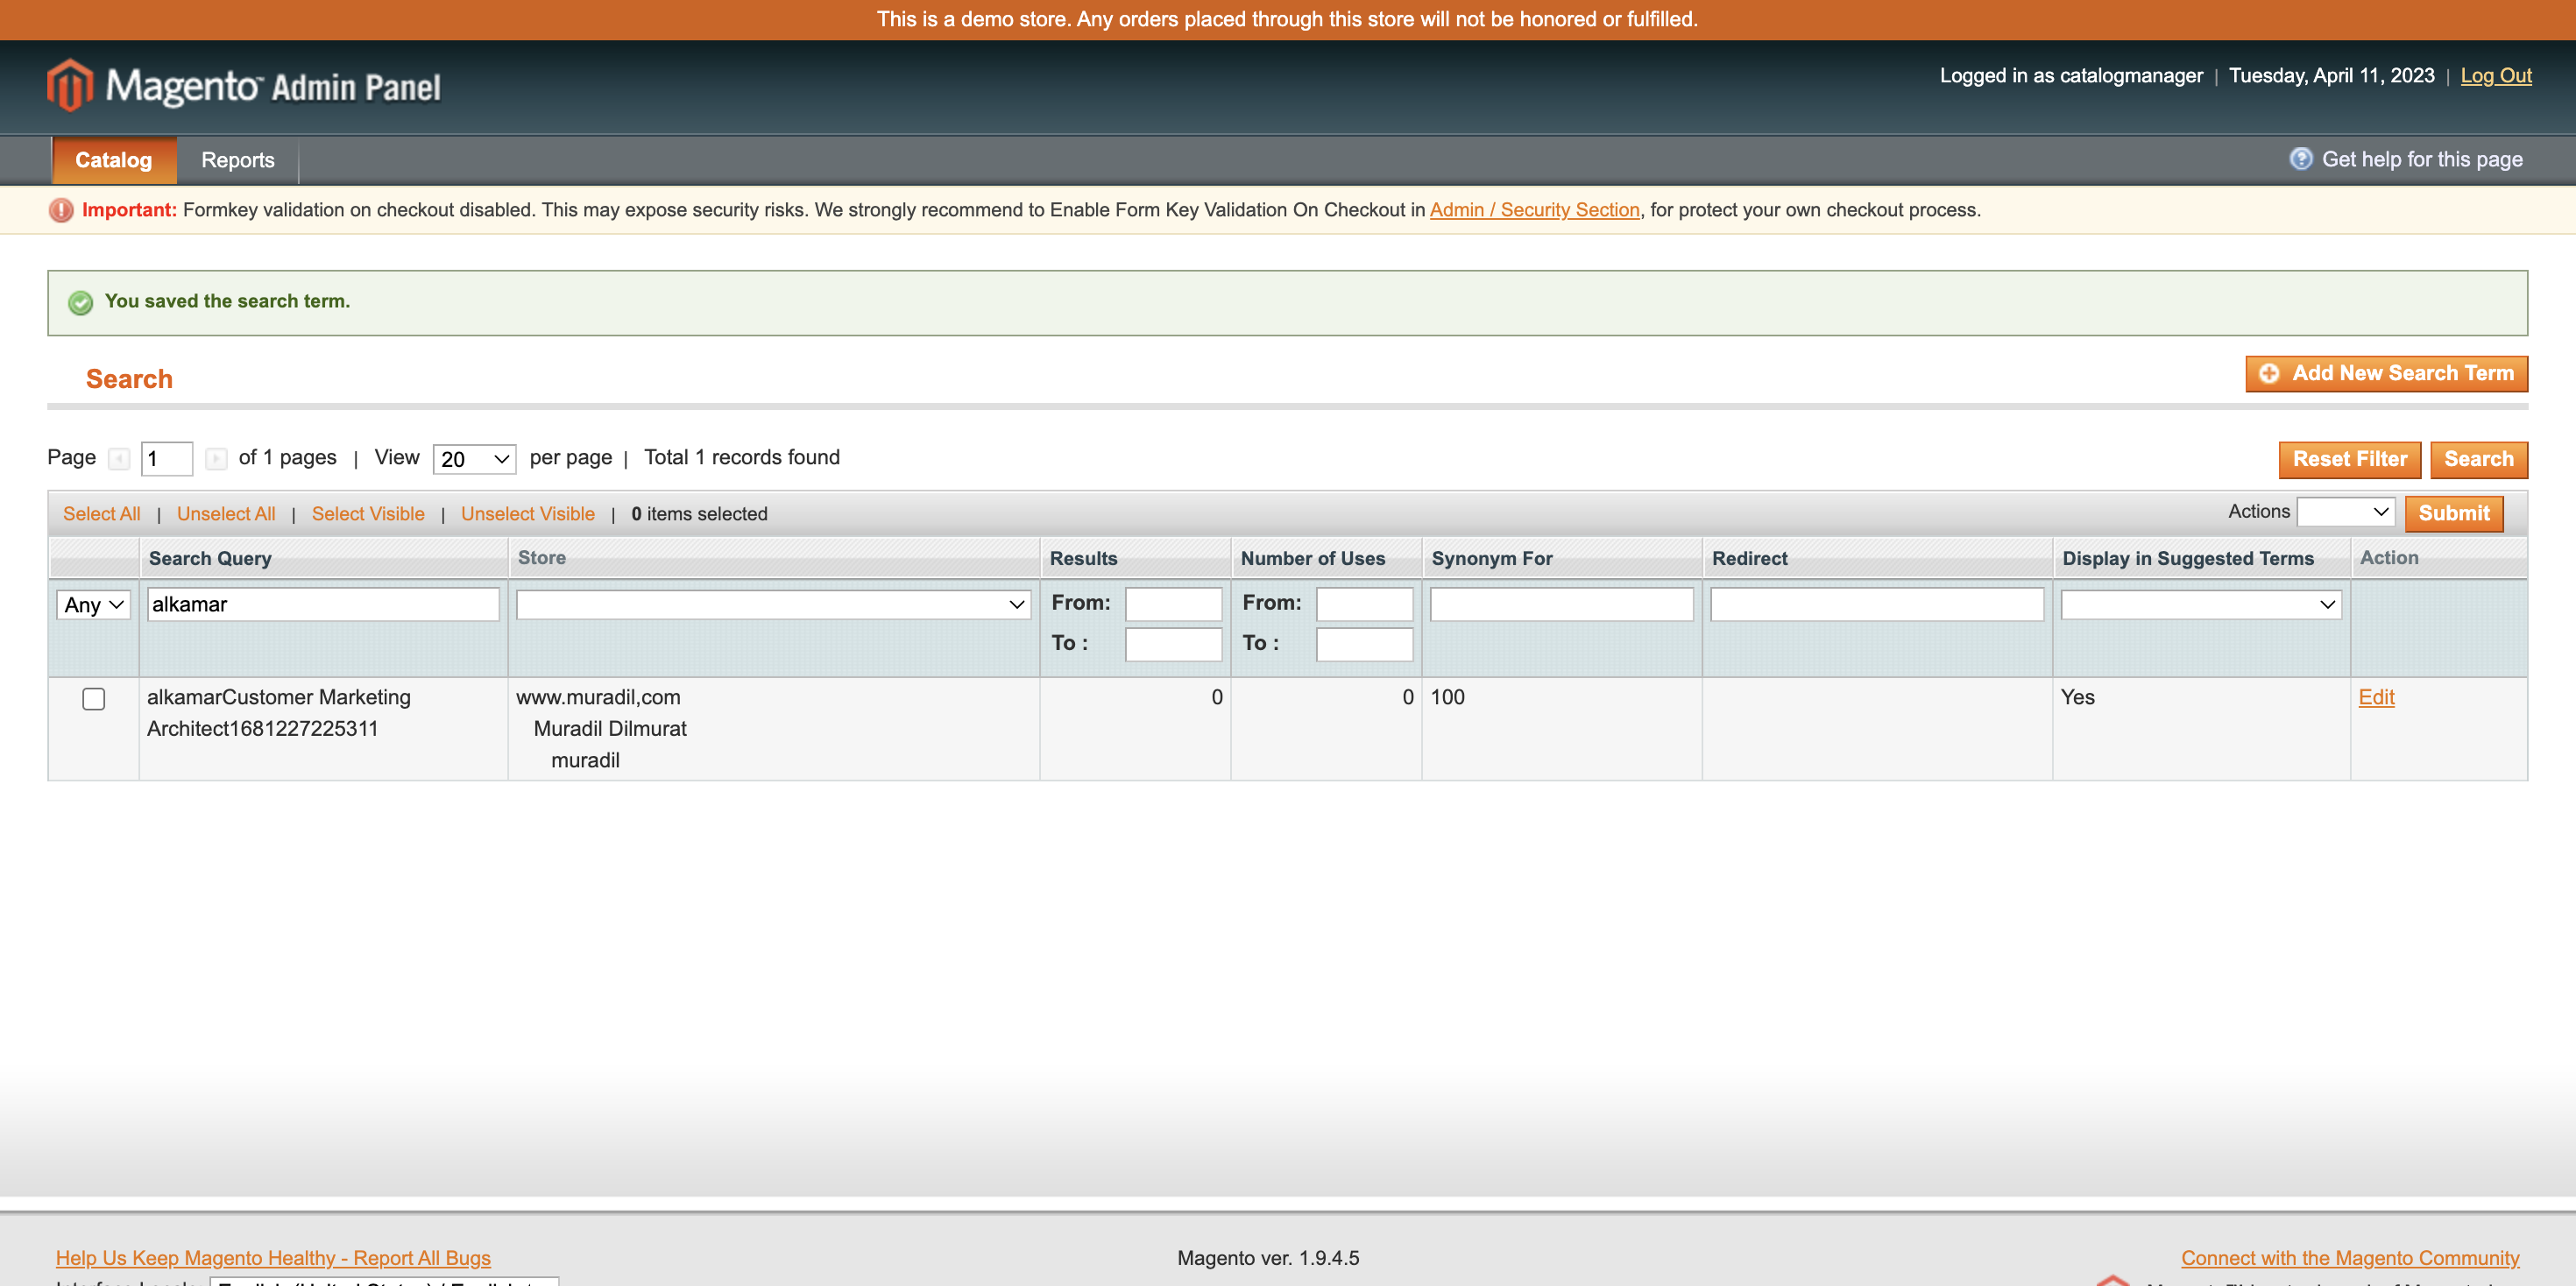 This is a demo store. Any orders placed through this store will not be honored or fulfilled.
Magento™ Admin Panel
Logged in as catalogmanager | Tuesday, April 11, 2023 | Log Out
Catalog Reports Get help for this page
Important: Formkey validation on checkout disabled. This may expose security risks. We strongly recommend to Enable Form Key Validation On Checkout in Admin / Security Section, for protect your own checkout process.
You saved the search term.
Search Add New Search Term
Page 1 of 1 pages | View 20 per page | Total 1 records found Reset Filter Search
Select All | Unselect All | Select Visible | Unselect Visible | 0 items selected Actions Submit
Search Query Store Results Number of Uses Synonym For Redirect Display in Suggested Terms Action
Any alkamar From: From:
To : To :
alkamarCustomer Marketing www.muradil,com 0 0 100 Yes Edit
Architect1681227225311 Muradil Dilmurat
muradil
Help Us Keep Magento Healthy - Report All Bugs Magento ver. 1.9.4.5 Connect with the Magento Community